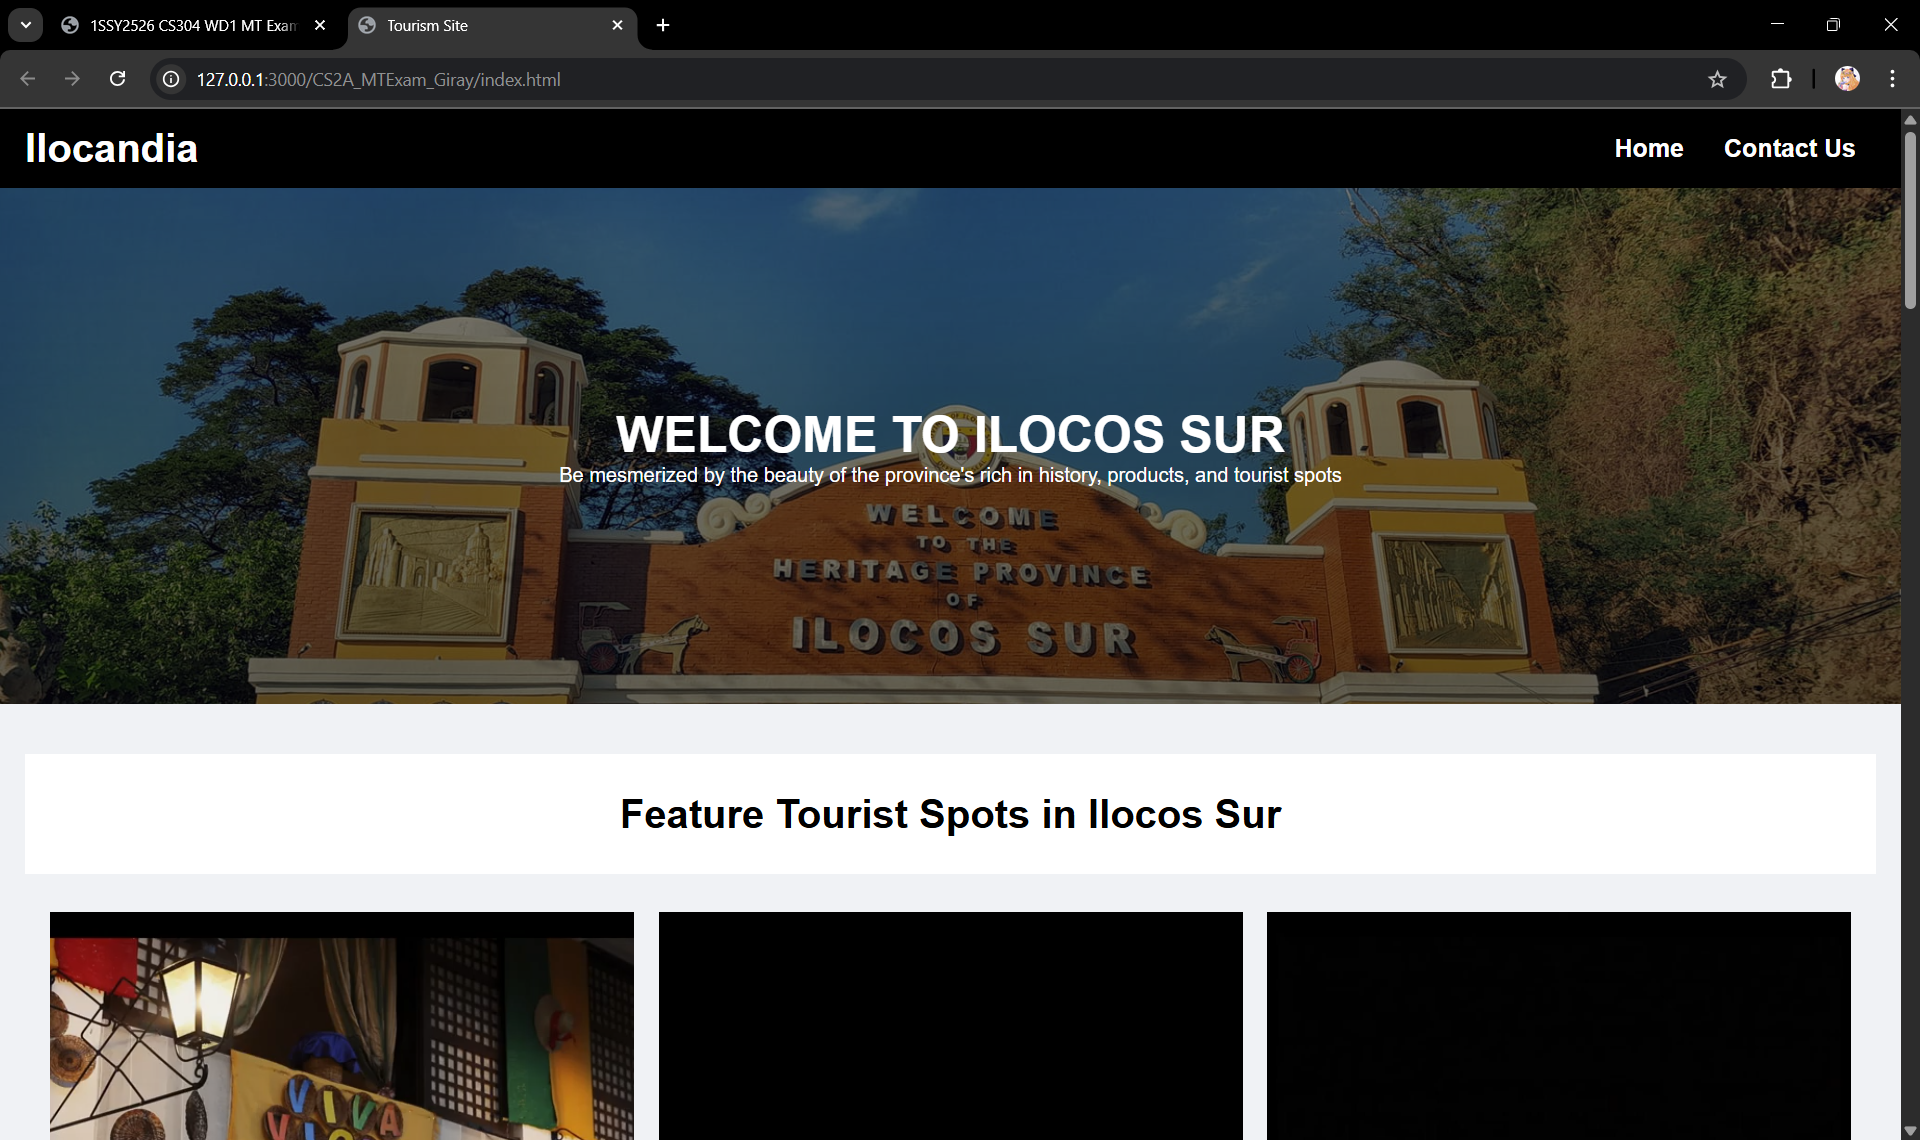 1SSY2526 CS304 WD1 MT Exam
Tourism Site
127.0.0.1:3000/CS2A_MTExam_Giray/index.html
Ilocandia
Home
Contact Us
WELCOME TO ILOCOS SUR
Be mesmerized by the beauty of the province's rich in history, products, and tourist spots
WELCOME
TO THE
HERITAGE PROVINCE
OF
ILOCOS SUR
Feature Tourist Spots in Ilocos Sur
VIVA